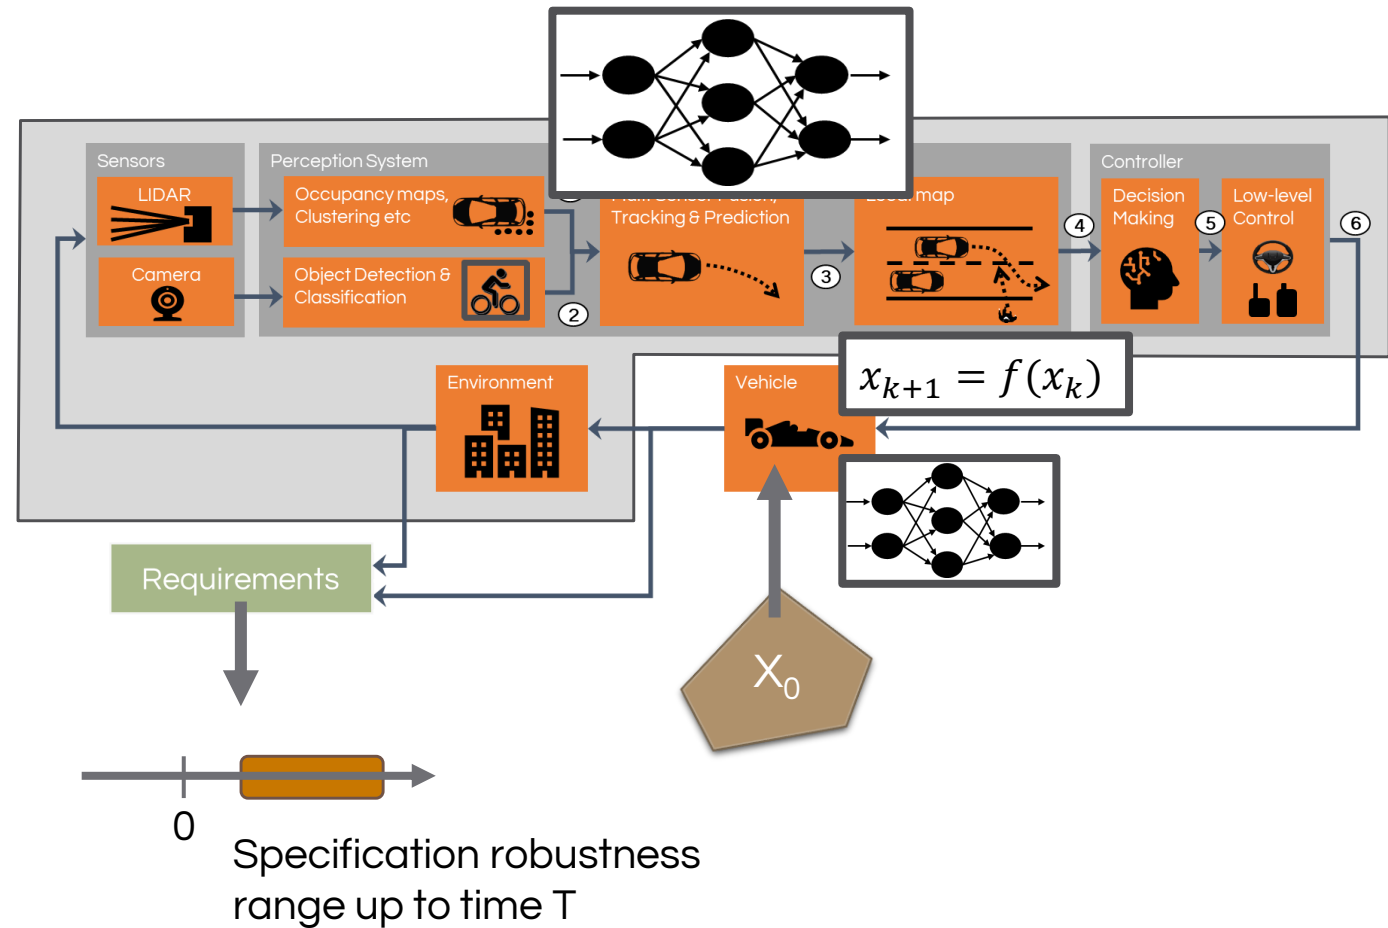 Sensors
LIDAR
Camera
Perception System
Occupancy maps,
Clustering etc
Object Detection &
Classification
2
Tracking & Prediction
3
map
4
Controller
Decision
Making
5
Low-level
Control
6
Environment
Vehicle
x_{k+1} = f(x_k)
Requirements
X_0
0
Specification robustness
range up to time T